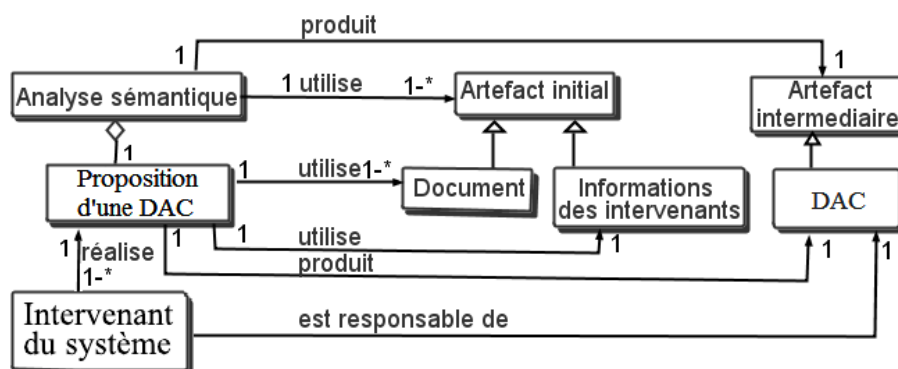 produit
1
1
Analyse sémantique
1 utilise
1-*
Artefact initial
Artefact
intermediaire
1
Proposition
d'une DAC
1
utilise1-*
Document
Informations
des intervenants
DAC
1
réalise
1-*
1
1
utilise
1
produit
1
1
Intervenant
du système
est responsable de